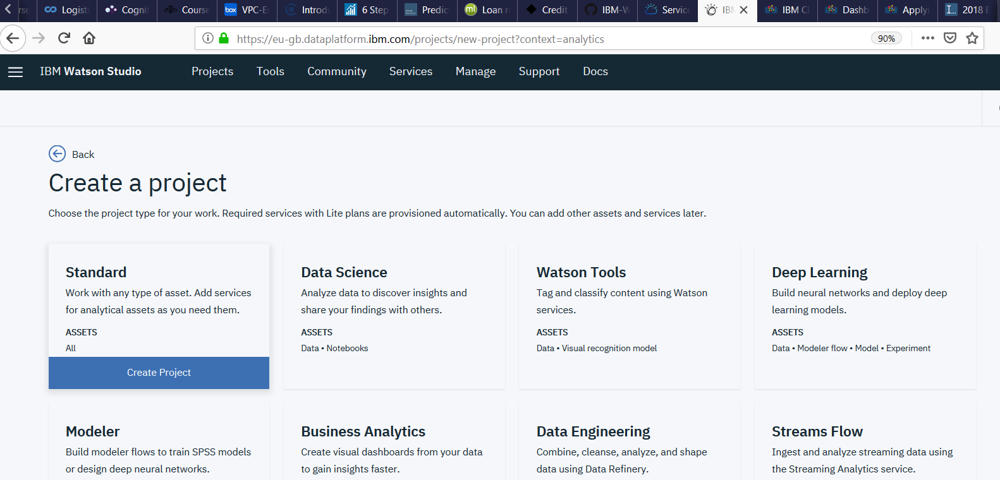 Logist
Cognit
Course
box VPC-E
Introdu
6 Step
Predic
ml Loan
Credit
IBM-W
Service
IBM
IBM Cl
Dashb
Applyi
I... 2018 E
https://eu-gb.dataplatform.ibm.com/projects/new-project?context=analytics
90%
IBM Watson Studio
Projects
Tools
Community
Services
Manage
Support
Docs
Back
Create a project
Choose the project type for your work. Required services with Lite plans are provisioned automatically. You can add other assets and services later.
Standard
Work with any type of asset. Add services
for analytical assets as you need them.
ASSETS
All
Create Project
Data Science
Analyze data to discover insights and
share your findings with others.
ASSETS
Data • Notebooks
Watson Tools
Tag and classify content using Watson
services.
ASSETS
Data • Visual recognition model
Deep Learning
Build neural networks and deploy deep
learning models.
ASSETS
Data • Modeler flow • Model • Experiment
Modeler
Build modeler flows to train SPSS models
or design deep neural networks.
Business Analytics
Create visual dashboards from your data
to gain insights faster.
Data Engineering
Combine, cleanse, analyze, and shape
data using Data Refinery.
Streams Flow
Ingest and analyze streaming data using
the Streaming Analytics service.